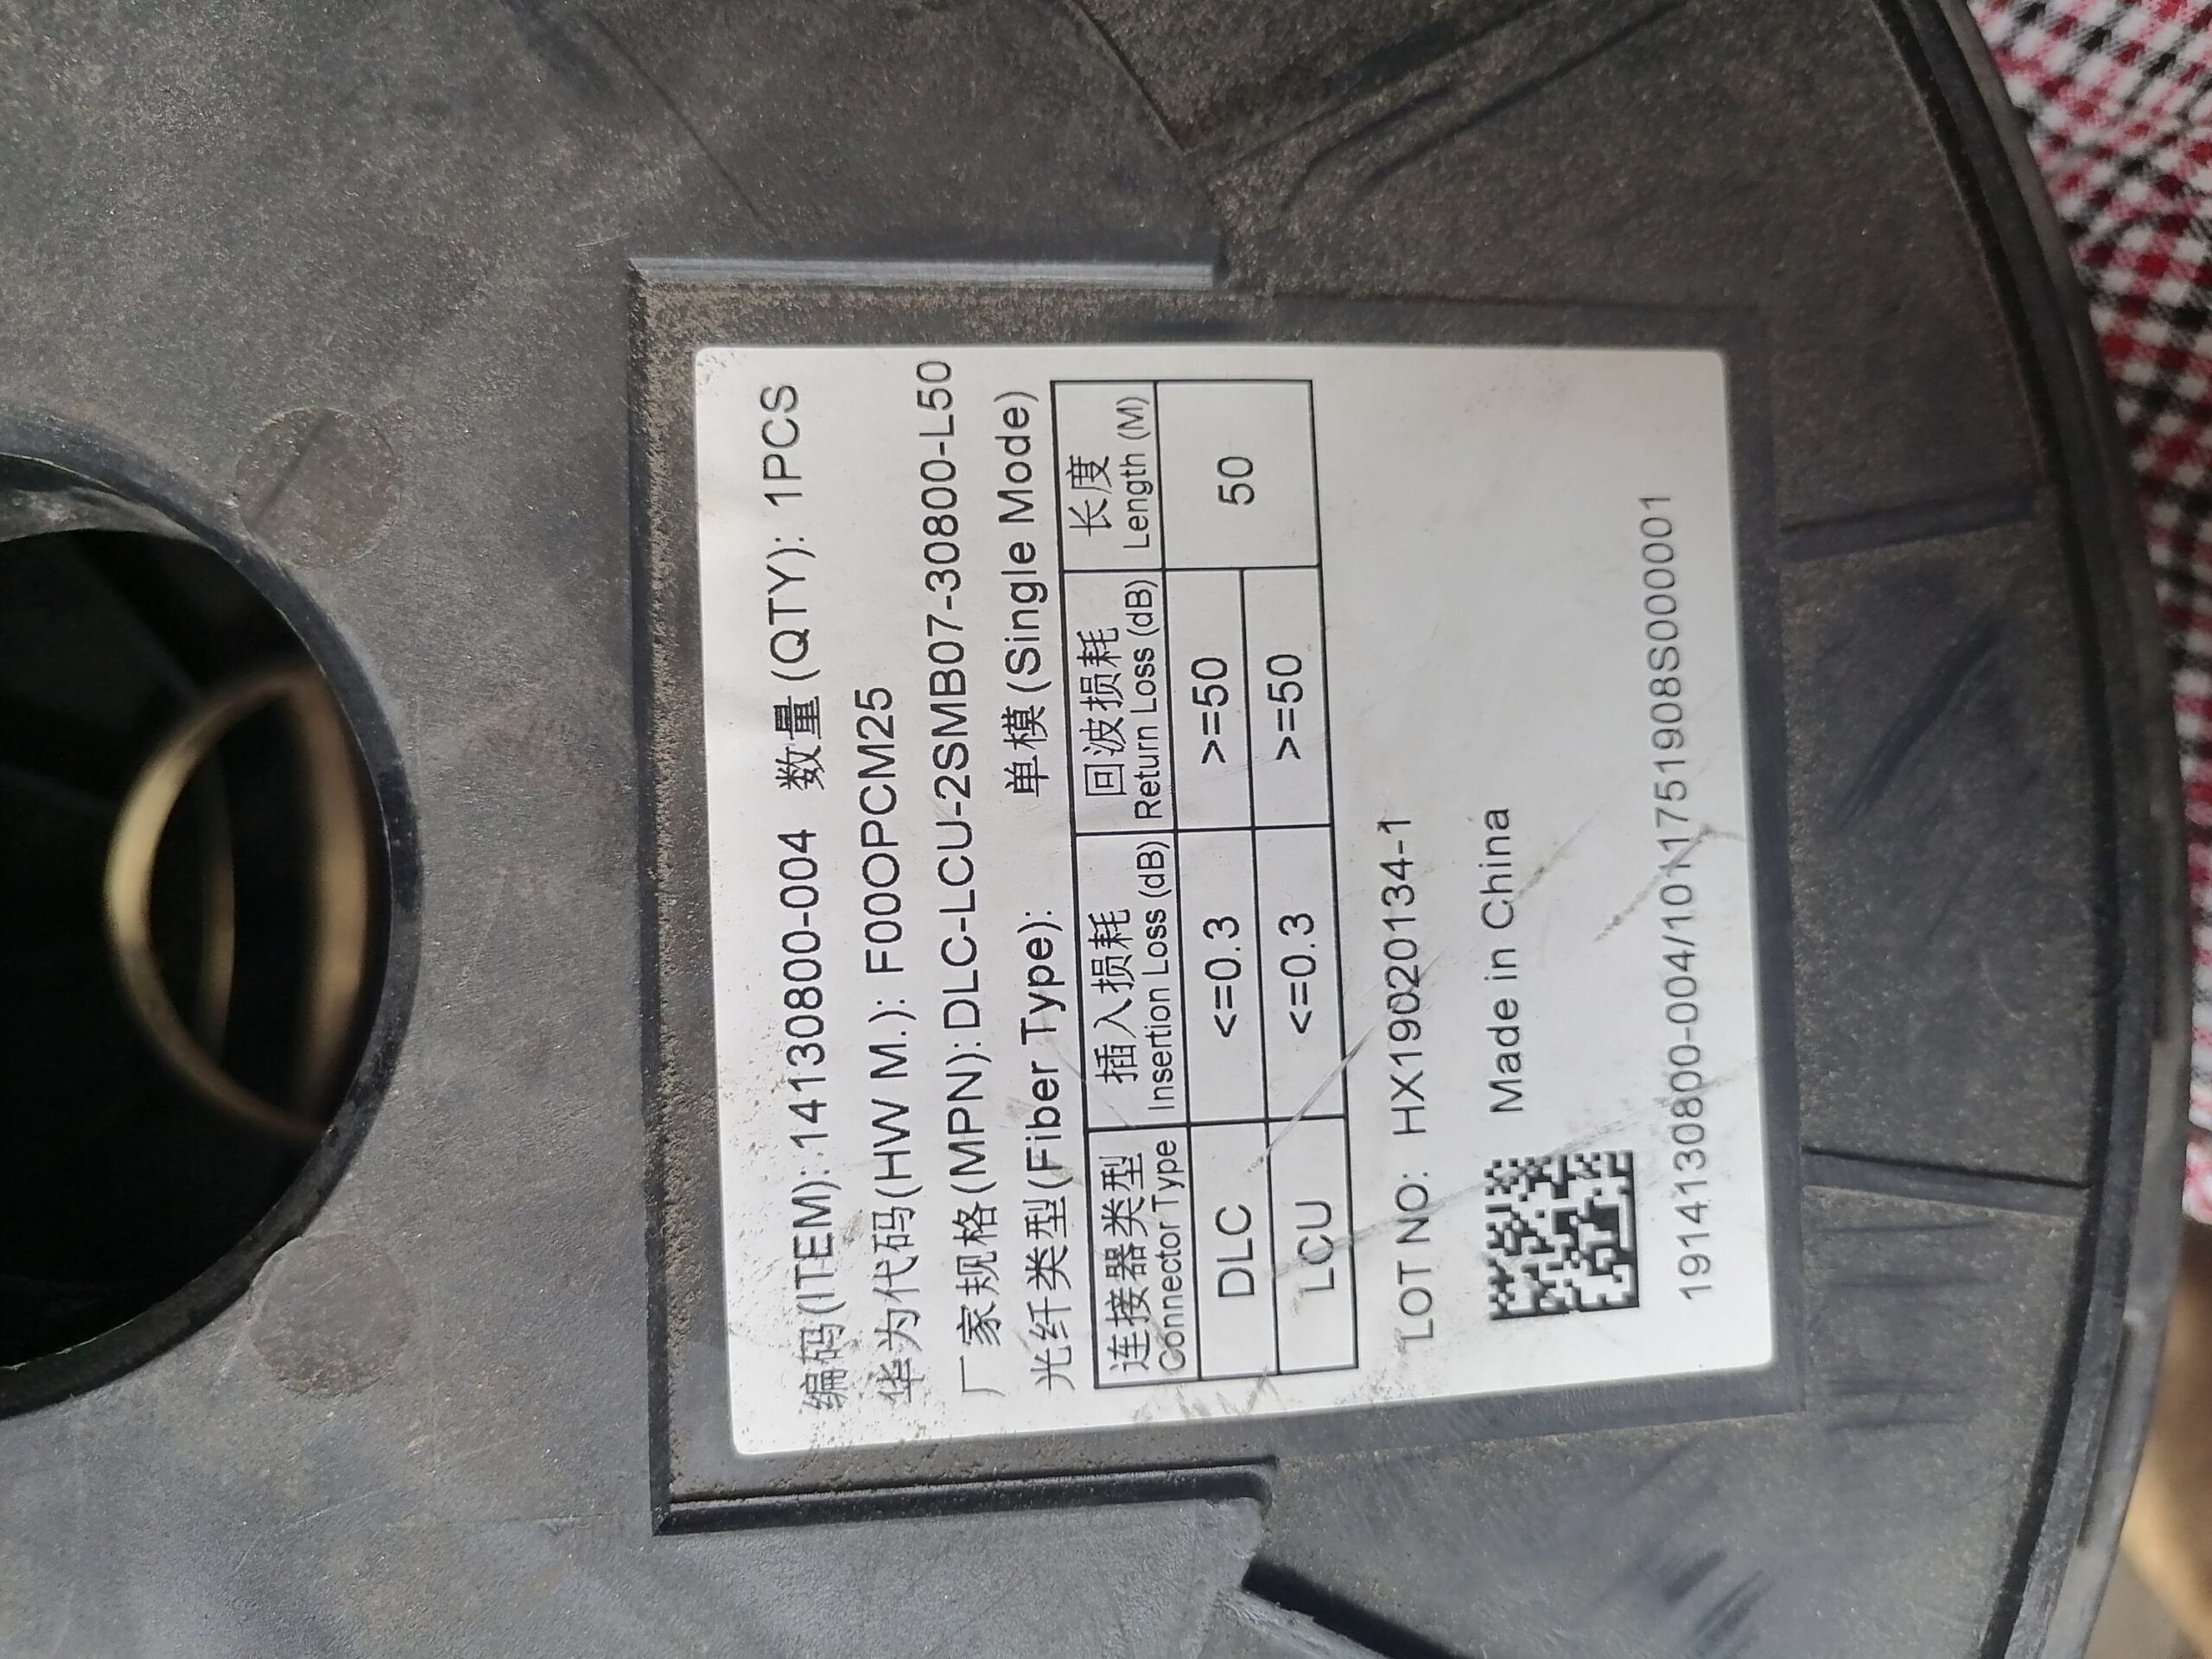 编码(ITEM):14130800-004 数量(QTY): 1PCS
华为代码(HW M.): F00OPCM25
厂家规格(MPN):DLC-LCU-2SMB07-30800-L50
光纤类型(Fiber Type): 单模(Single Mode)
连接器类型 插入损耗 回波损耗 长度
Connector Type Insertion Loss (dB) Return Loss (dB) Length (M)
DLC <=0.3 >=50 50
LCU <=0.3 >=50
LOT NO: HX19020134-1
Made in China